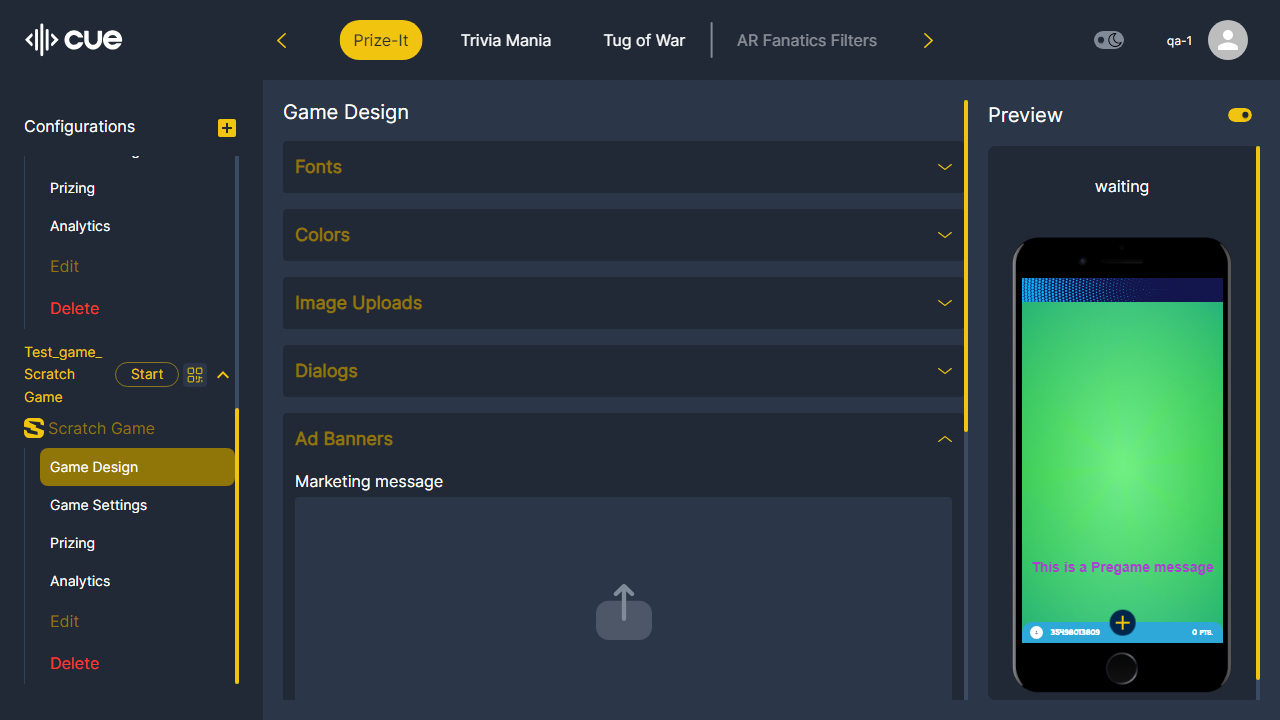 cue
Prize-It
Trivia Mania
Tug of War
AR Fanatics Filters
qa-1
Configurations
Prizing
Analytics
Edit
Delete
Test_game_
Scratch
Game
Start
Scratch Game
Game Design
Game Settings
Prizing
Analytics
Edit
Delete
Game Design
Fonts
Colors
Image Uploads
Dialogs
Ad Banners
Marketing message
Preview
waiting
This is a Pregame message
35498013809
0 PTS.